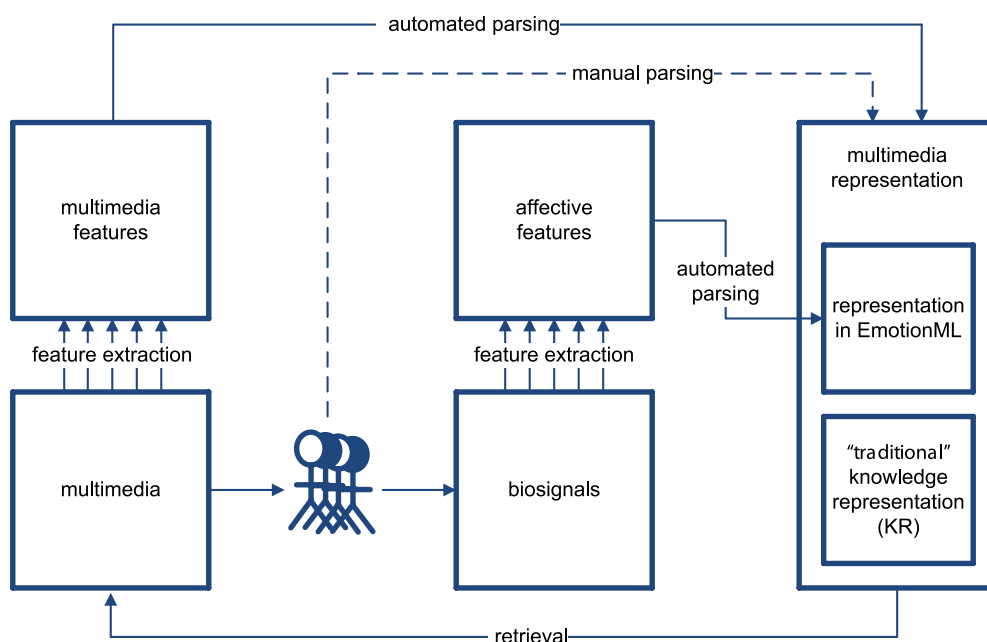 automated parsing
manual parsing
multimedia
features
affective
features
multimedia
representation
automated
parsing
representation
in EmotionML
feature extraction
feature extraction
multimedia
biosignals
“traditional”
knowledge
representation
(KR)
retrieval